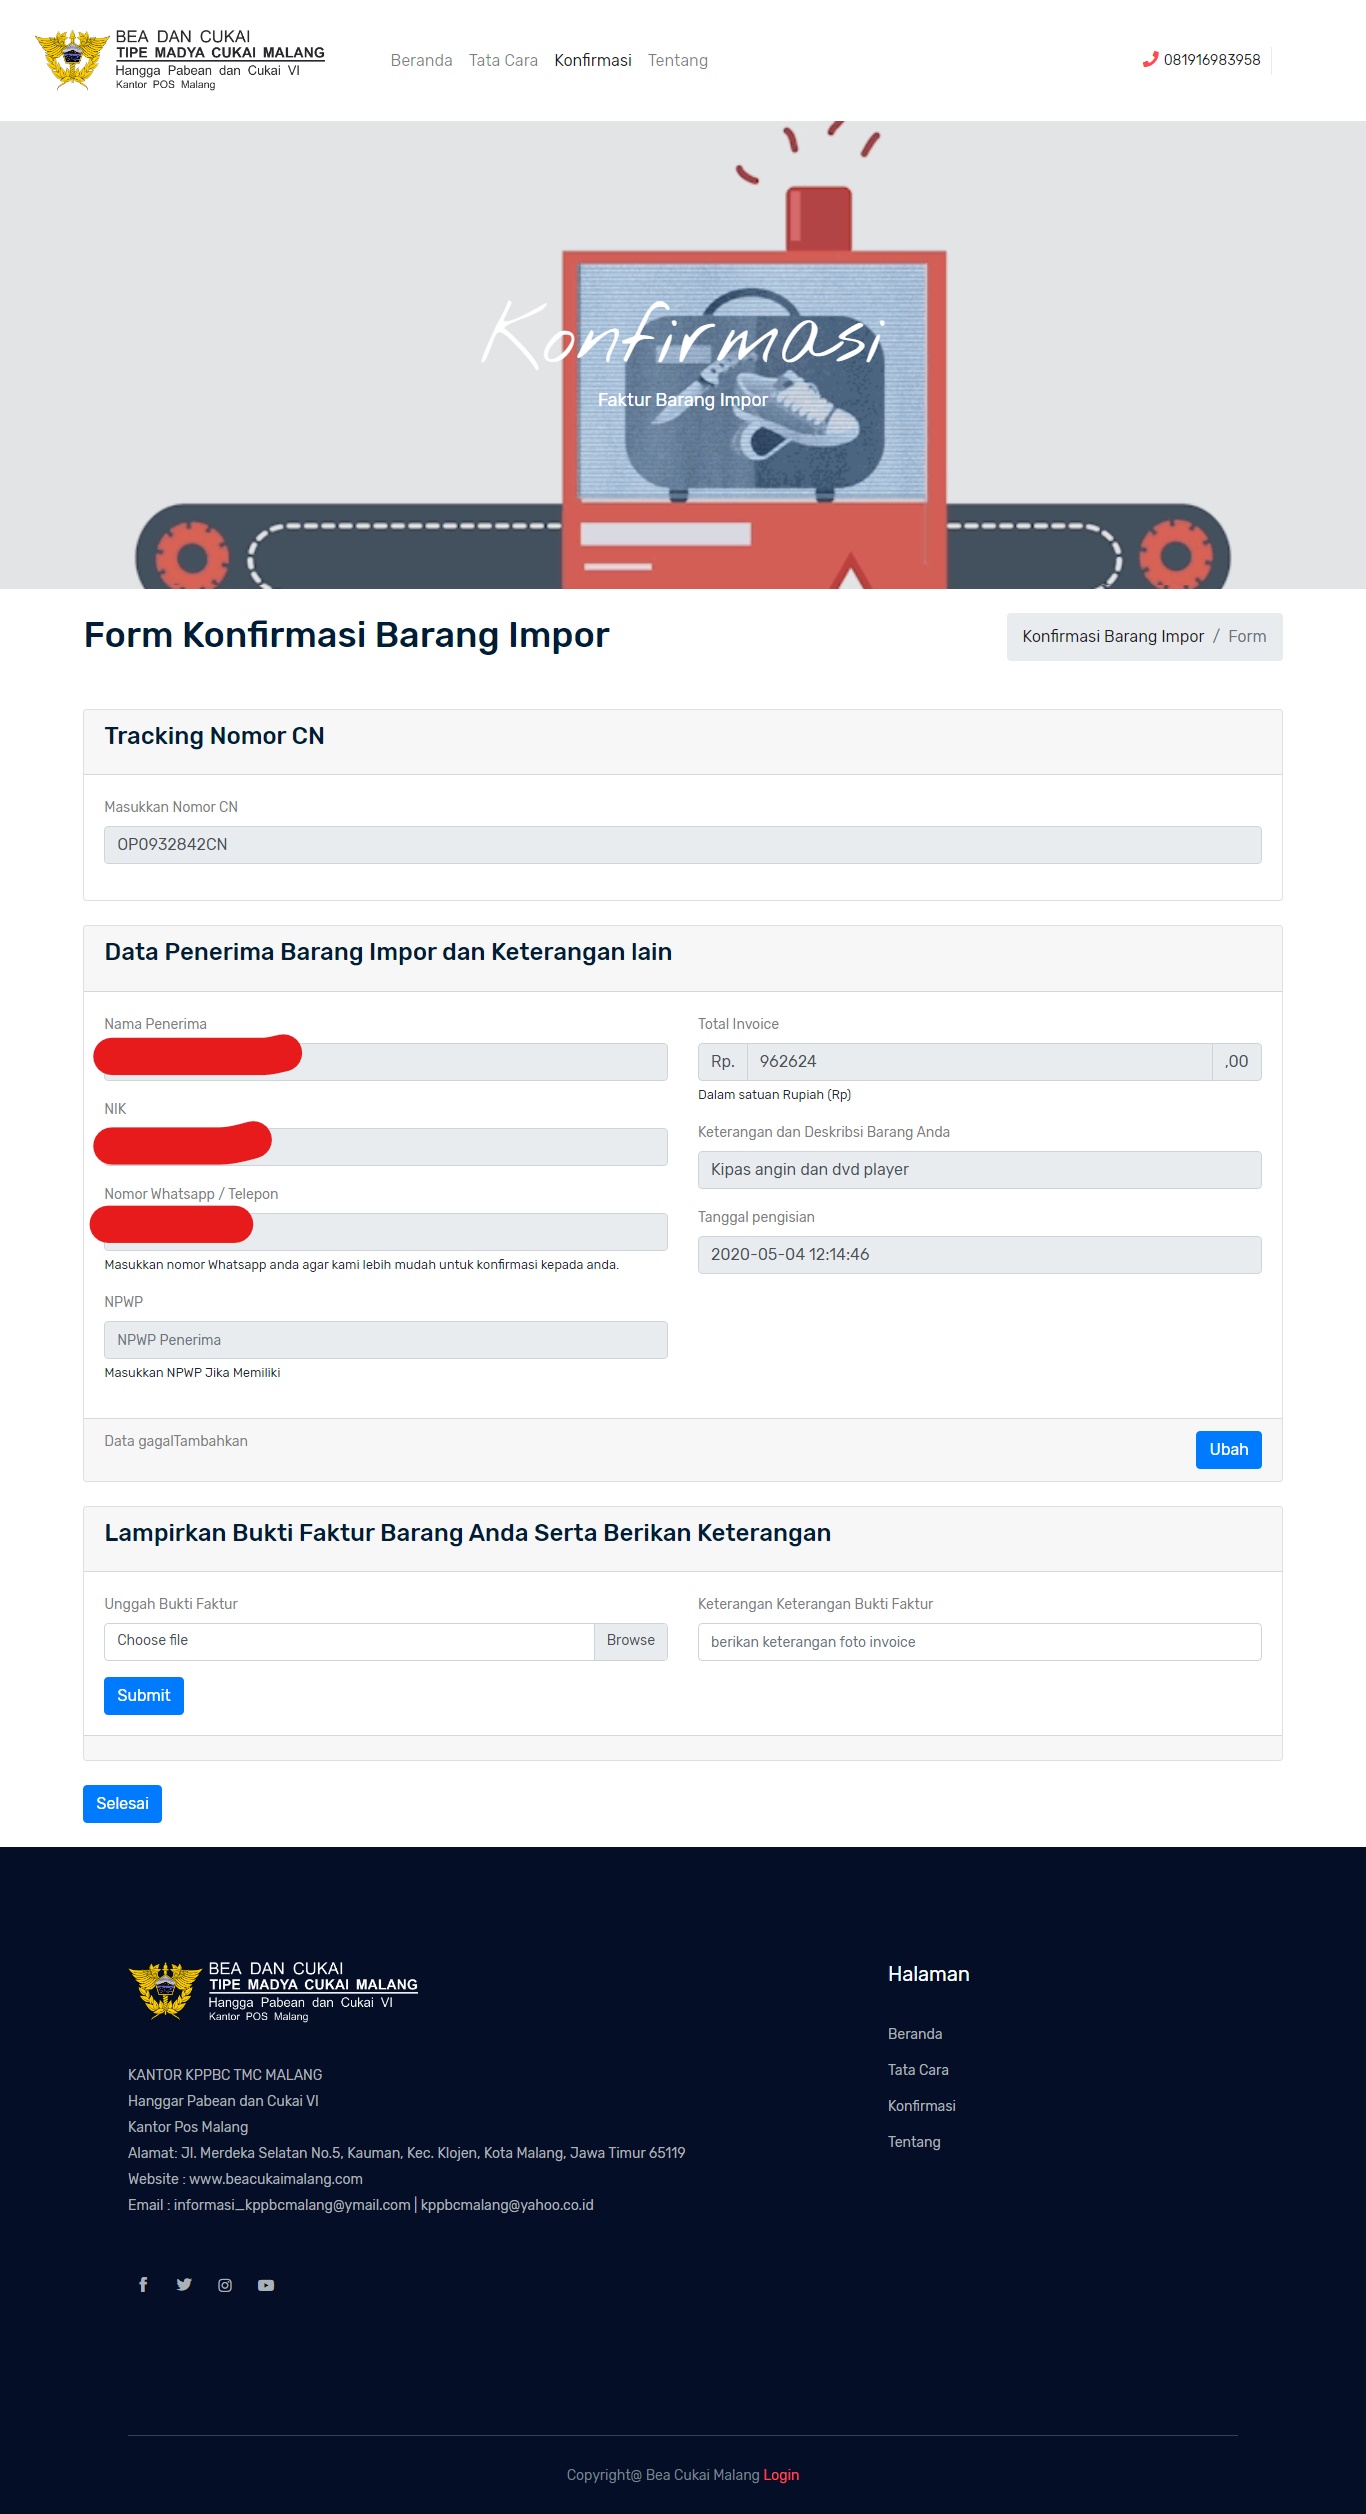 BEA DAN CUKAI
TIPE MADYA CUKAI MALANG
Hangga Pabean dan Cukai VI
Kantor POS Malang
Beranda Tata Cara Konfirmasi Tentang
081916983958
Konfirmasi
Faktur Barang Impor
Form Konfirmasi Barang Impor
Konfirmasi Barang Impor / Form
Tracking Nomor CN
Masukkan Nomor CN
OP0932842CN
Data Penerima Barang Impor dan Keterangan lain
Nama Penerima
NIK
Nomor Whatsapp / Telepon
Masukkan nomor Whatsapp anda agar kami lebih mudah untuk konfirmasi kepada anda.
NPWP
NPWP Penerima
Masukkan NPWP Jika Memiliki
Total Invoice
Rp. 962624 ,00
Dalam satuan Rupiah (Rp)
Keterangan dan Deskribsi Barang Anda
Kipas angin dan dvd player
Tanggal pengisian
2020-05-04 12:14:46
Data gagalTambahkan
Ubah
Lampirkan Bukti Faktur Barang Anda Serta Berikan Keterangan
Unggah Bukti Faktur
Choose file Browse
Keterangan Keterangan Bukti Faktur
berikan keterangan foto invoice
Submit
Selesai
BEA DAN CUKAI
TIPE MADYA CUKAI MALANG
Hangga Pabean dan Cukai VI
Kantor POS Malang
KANTOR KPPBC TMC MALANG
Hanggar Pabean dan Cukai VI
Kantor Pos Malang
Alamat: Jl. Merdeka Selatan No.5, Kauman, Kec. Klojen, Kota Malang, Jawa Timur 65119
Website : www.beacukaimalang.com
Email : informasi_kppbcmalang@ymail.com | kppbcmalang@yahoo.co.id
Halaman
Beranda
Tata Cara
Konfirmasi
Tentang
Copyright@ Bea Cukai Malang Login